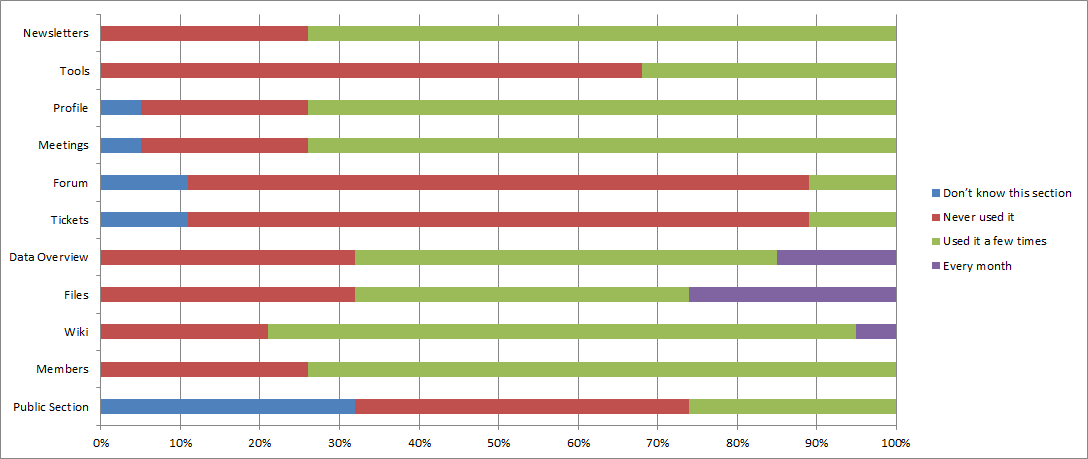 Newsletters
Tools
Profile
Meetings
Forum
Tickets
Data Overview
Files
Wiki
Members
Public Section
0% 10% 20% 30% 40% 50% 60% 70% 80% 90% 100%
Don't know this section
Never used it
Used it a few times
Every month